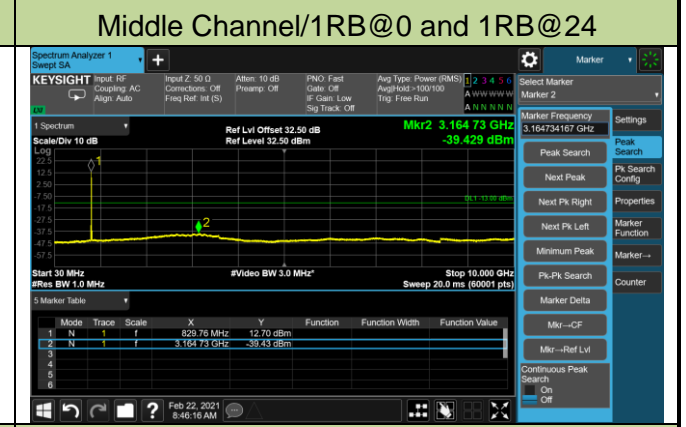 Middle Channel/1RB@0 and 1RB@24
Spectrum Analyzer 1
Swept SA
Marker
KEYSIGHT
Input: RF
Coupling: AC
Align: Auto
Input Z: 50 Ω
Corrections: Off
Freq Ref: Int (S)
Atten: 10 dB
Preamp: Off
PNO: Fast
Gate: Off
IF Gain: Low
Sig Track: Off
Avg Type: Power (RMS)
Avg|Hold:>100/100
Trig: Free Run
1 2 3 4 5 6
A W W W W W
A N N N N N
Select Marker
Marker 2
1 Spectrum
Scale/Div 10 dB
Ref Lvl Offset 32.50 dB
Ref Level 32.50 dBm
Mkr2 3.164 73 GHz
-39.429 dBm
Log
22.5
12.5
2.50
-7.50
-17.5
-27.5
-37.5
-47.5
-57.5
1
2
DL1 -13.00 dBm
Start 30 MHz
#Res BW 1.0 MHz
#Video BW 3.0 MHz*
Stop 10.000 GHz
Sweep 20.0 ms (60001 pts)
5 Marker Table
Mode Trace Scale X Y Function Function Width Function Value
1 N 1 f 829.76 MHz 12.70 dBm
2 N 1 f 3.164 73 GHz -39.43 dBm
3
4
5
6
Marker Frequency
3.164734167 GHz
Peak Search
Next Peak
Next Pk Right
Next Pk Left
Minimum Peak
Pk-Pk Search
Marker Delta
Mkr→CF
Mkr→Ref Lvl
Continuous Peak
Search
On
Off
Settings
Peak
Search
Pk Search
Config
Properties
Marker
Function
Marker→
Counter
?
Feb 22, 2021
8:46:16 AM